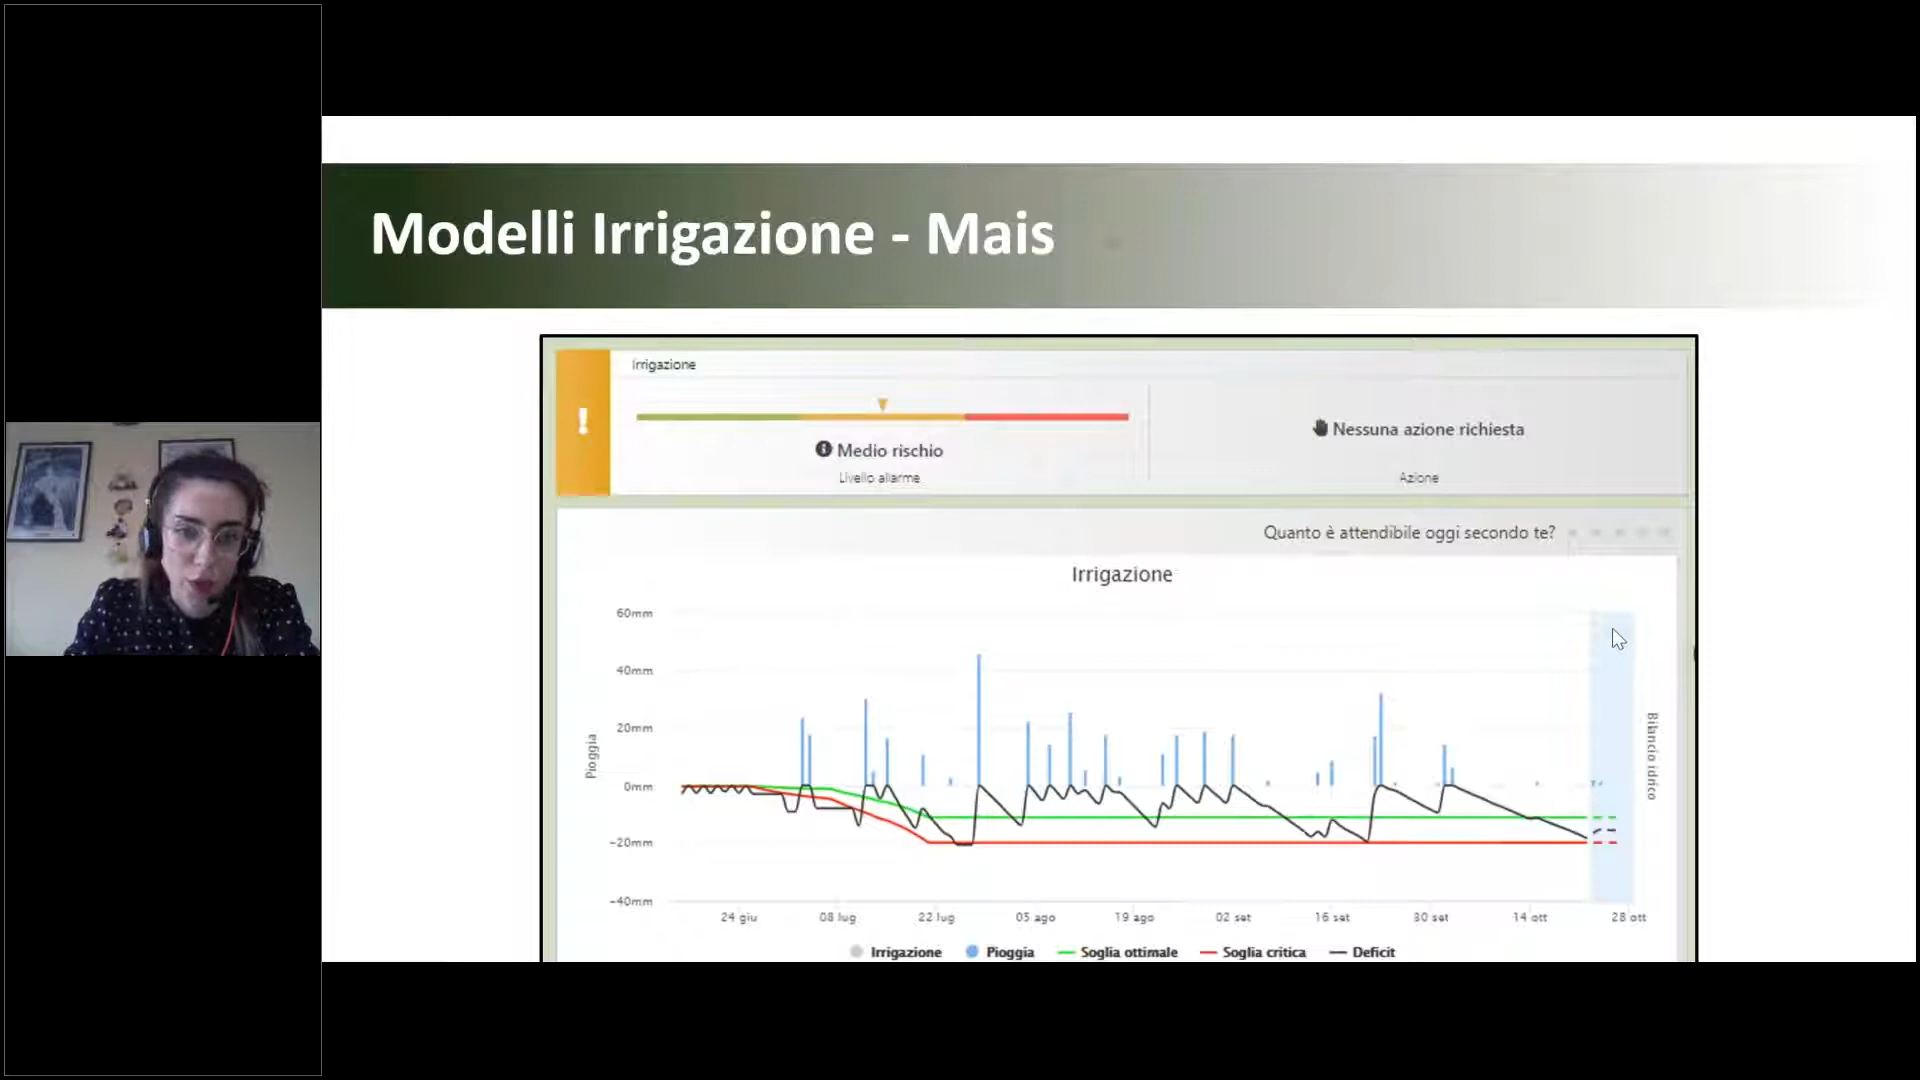 Modelli Irrigazione - Mais
Irrigazione
!
Medio rischio
Livello allarme
Nessuna azione richiesta
Azione
Quanto è attendibile oggi secondo te?
Irrigazione
60mm
40mm
20mm
0mm
-20mm
-40mm
Pioggia
Bilancio idrico
24 giu 08 lug 22 lug 05 ago 19 ago 02 set 16 set 30 set 14 ott 28 ott
Irrigazione Pioggia Soglia ottimale Soglia critica Deficit